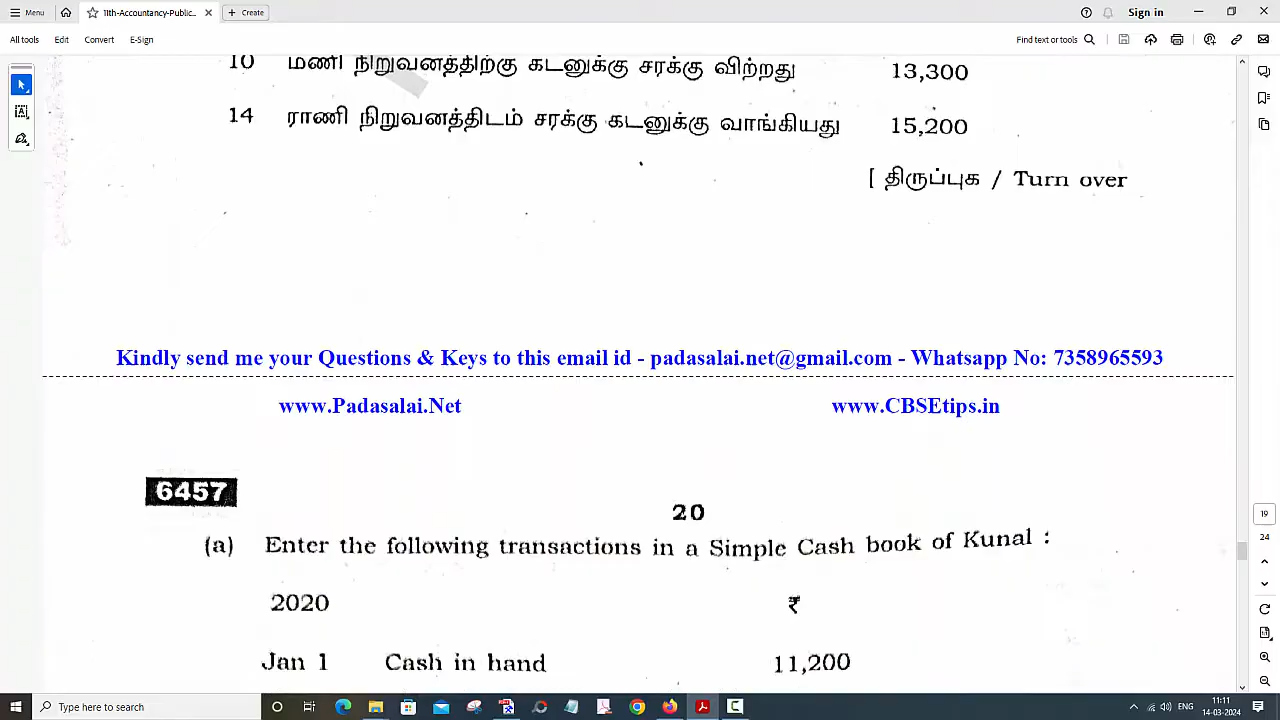 Menu
11th-Accountancy-Public...
Create
Sign in
All tools
Edit
Convert
E-Sign
Find text or tools
10 மணி நிறுவனத்திற்கு கடனுக்கு சரக்கு விற்றது 13,300
14 ராணி நிறுவனத்திடம் சரக்கு கடனுக்கு வாங்கியது 15,200
[ திருப்புக / Turn over
Kindly send me your Questions & Keys to this email id - padasalai.net@gmail.com - Whatsapp No: 7358965593
www.Padasalai.Net www.CBSEtips.in
6457
20
(a) Enter the following transactions in a Simple Cash book of Kunal :
2020 ₹
Jan 1 Cash in hand 11,200
19
24
Type here to search
ENG
11:11
14-03-2024